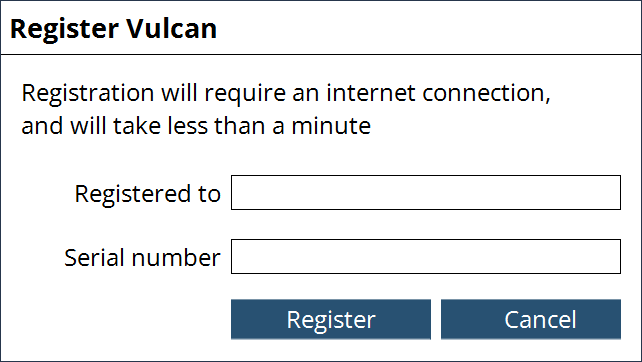 Register Vulcan
Registration will require an internet connection,
and will take less than a minute
Registered to
Serial number
Register Cancel